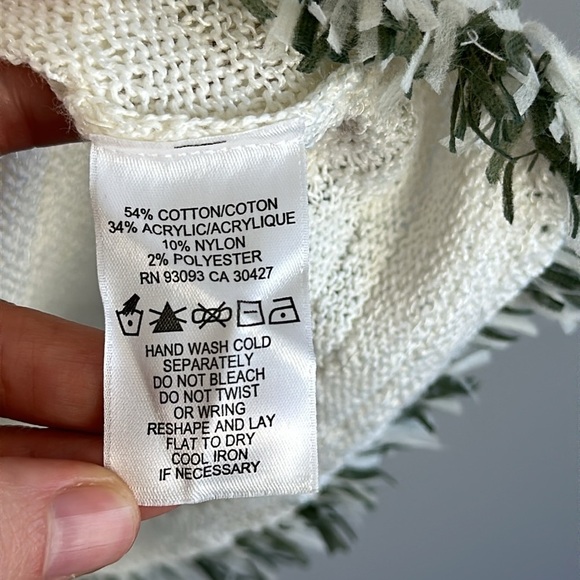 54% COTTON/COTON
34% ACRYLIC/ACRYLIQUE
10% NYLON
2% POLYESTER
RN 93093 CA 30427
HAND WASH COLD
SEPARATELY
DO NOT BLEACH
DO NOT TWIST
OR WRING
RESHAPE AND LAY
FLAT TO DRY
COOL IRON
IF NECESSARY